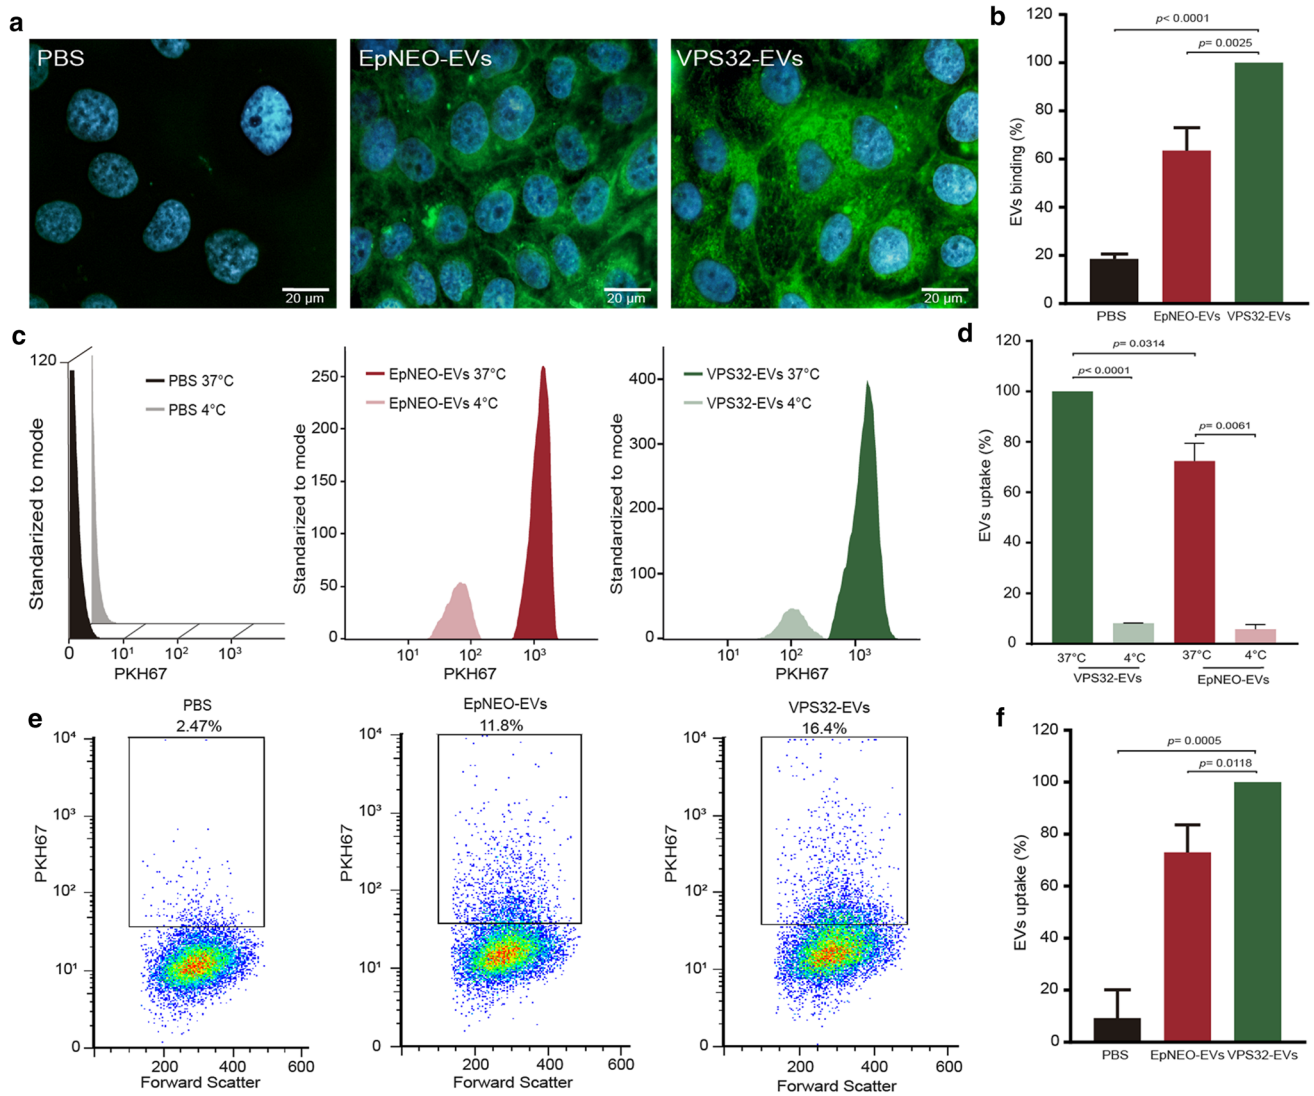 a
PBS
EpNEO-EVs
VPS32-EVs
20 µm
20 µm
20 µm
b
EVs binding (%)
120
100
80
60
40
20
0
p< 0.0001
p= 0.0025
PBS EpNEO-EVs VPS32-EVs
c
Standarized to mode
120
PBS 37°C
PBS 4°C
0 10¹ 10² 10³
PKH67
Standarized to mode
250
200
150
100
50
0
EpNEO-EVs 37°C
EpNEO-EVs 4°C
10¹ 10² 10³
PKH67
Standardized to mode
400
300
200
100
0
VPS32-EVs 37°C
VPS32-EVs 4°C
10¹ 10² 10³
PKH67
d
EVs uptake (%)
120
100
80
60
40
20
0
p= 0.0314
p< 0.0001
p= 0.0061
37°C 4°C 37°C 4°C
VPS32-EVs EpNEO-EVs
e
PBS
2.47%
PKH67
10⁴
10³
10²
10¹
0
200 400 600
Forward Scatter
EpNEO-EVs
11.8%
PKH67
10⁴
10³
10²
10¹
0
200 400 600
Forward Scatter
VPS32-EVs
16.4%
PKH67
10⁴
10³
10²
10¹
0
200 400 600
Forward Scatter
f
EVs uptake (%)
120
100
80
60
40
20
0
p= 0.0005
p= 0.0118
PBS EpNEO-EVs VPS32-EVs